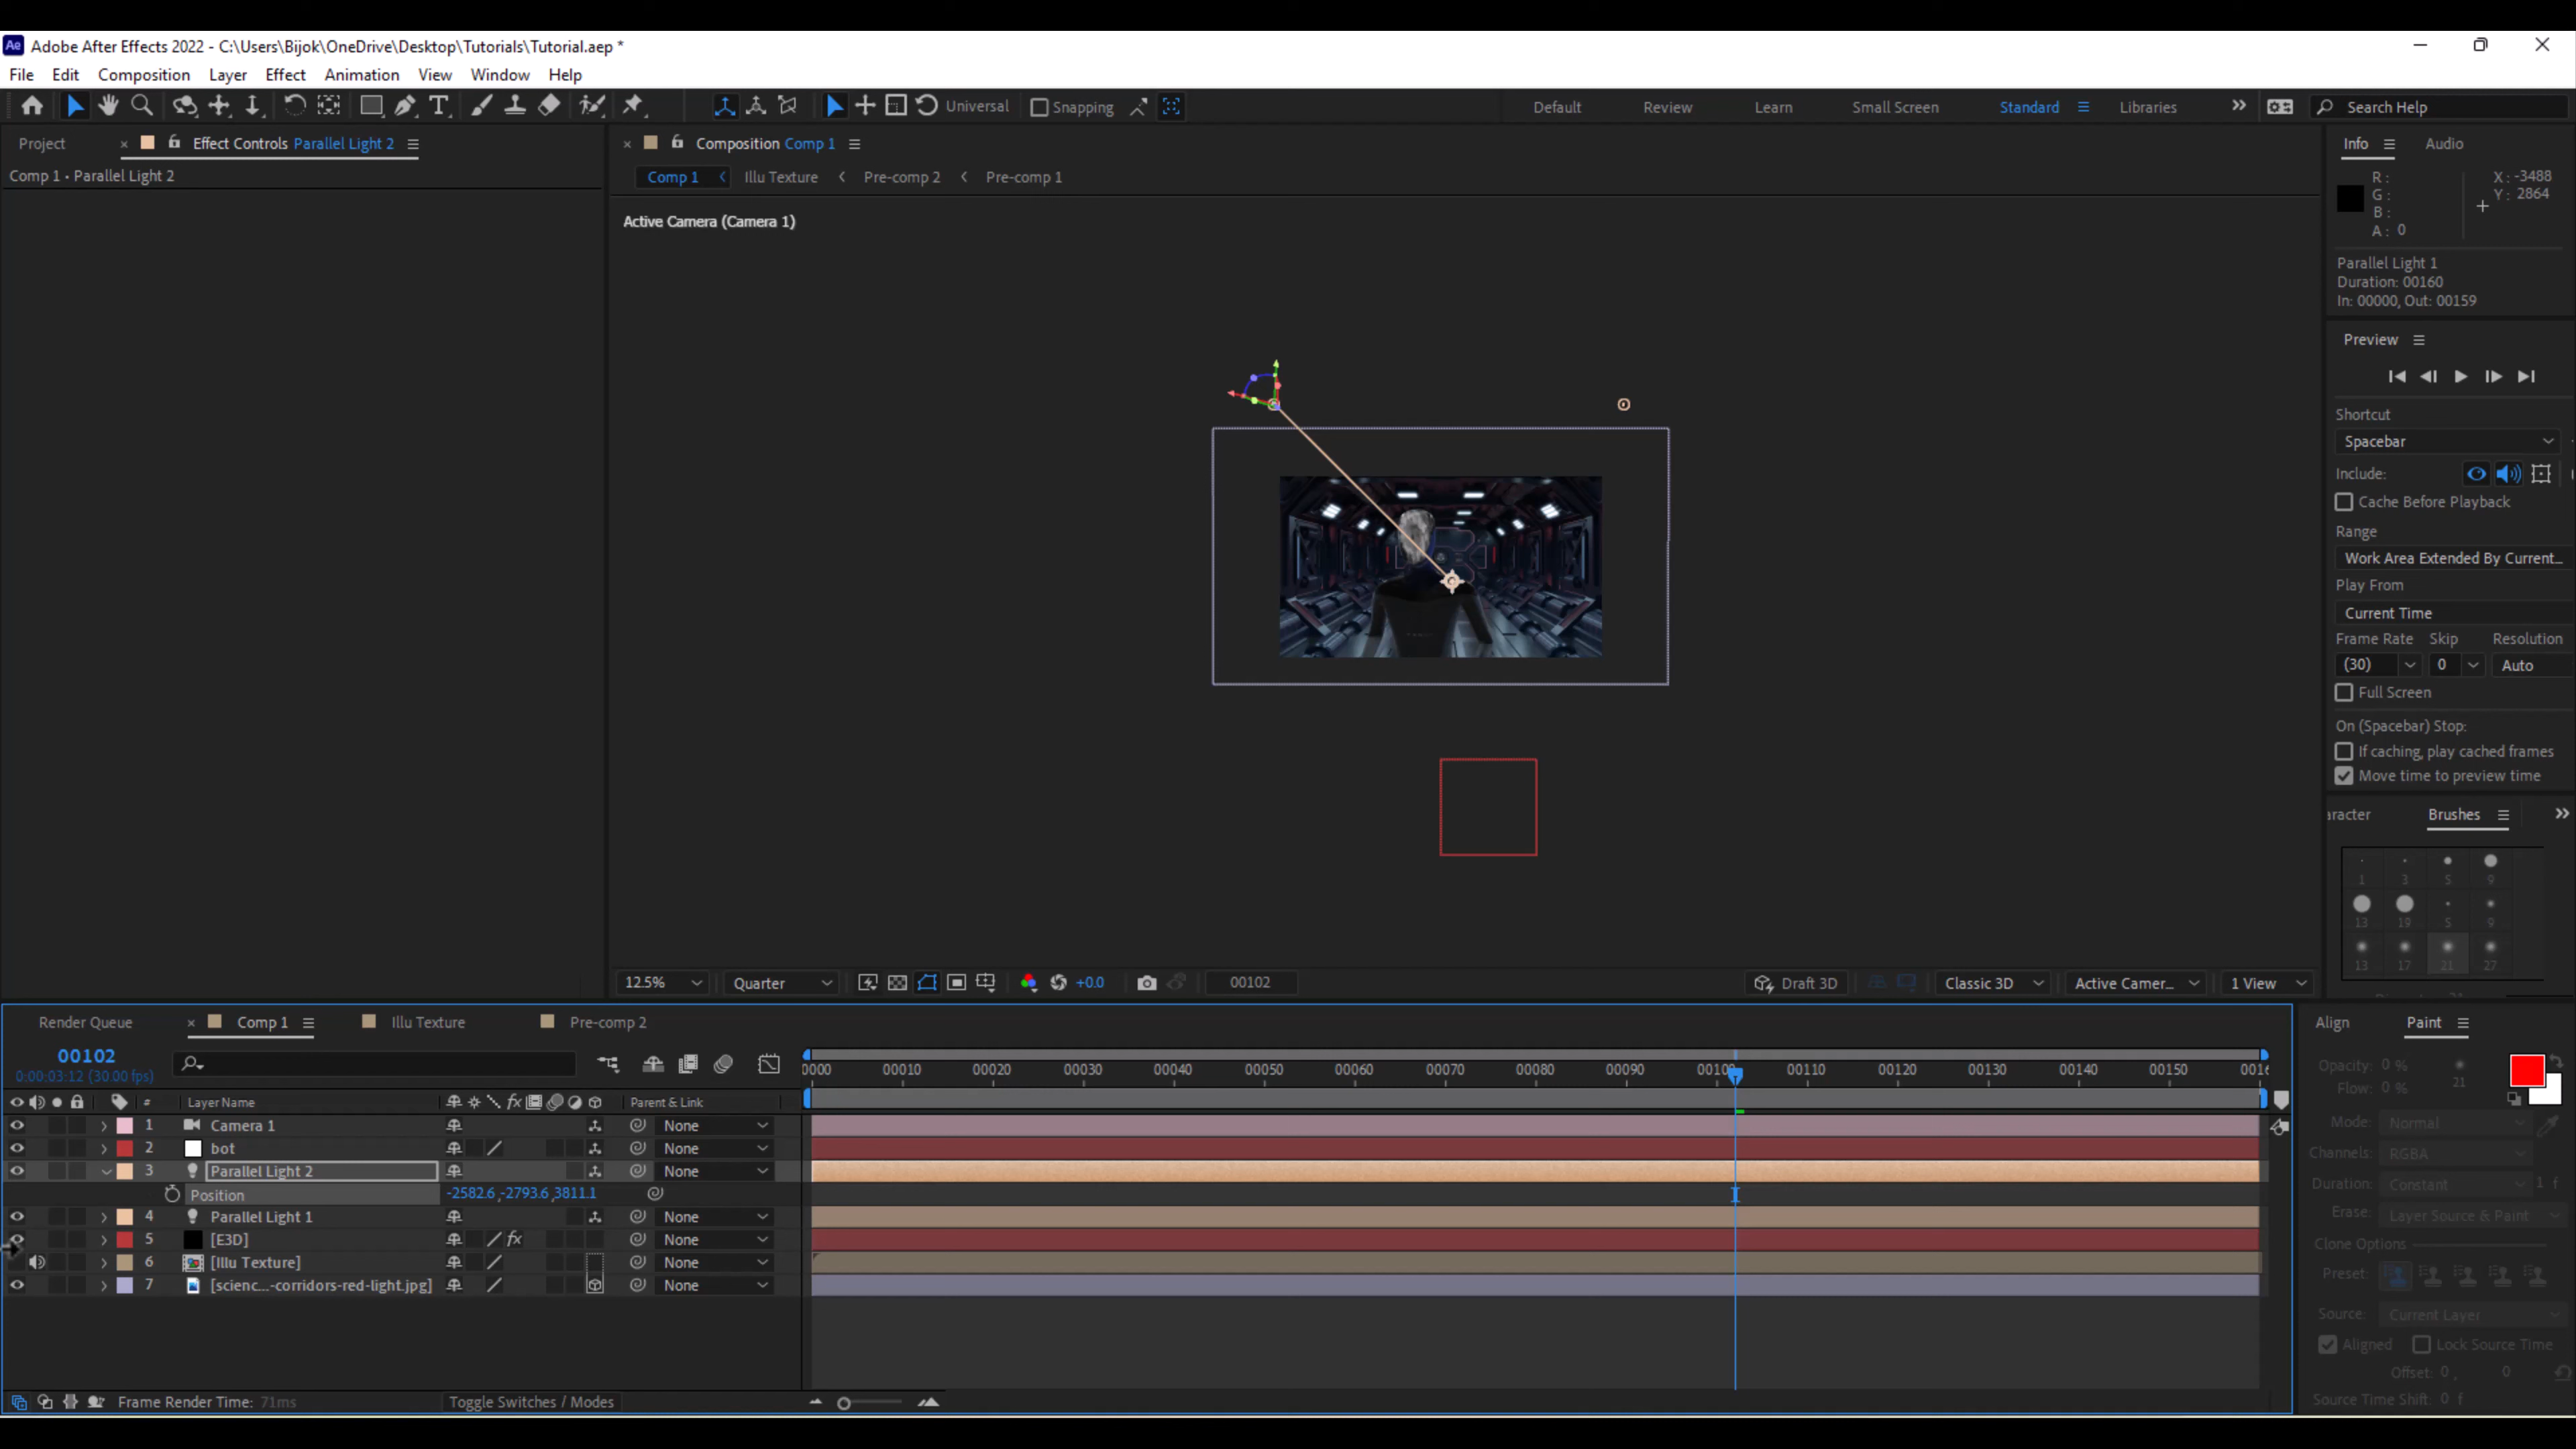 Adobe After Effects 2022 - C:\Users\Bijok\OneDrive\Desktop\Tutorials\Tutorial.aep *
File Edit Composition Layer Effect Animation View Window Help
Universal Snapping Default Review Learn Small Screen Standard Libraries Search Help
Project Effect Controls Parallel Light 2
Comp 1 • Parallel Light 2
Composition Comp 1
Comp 1 Illu Texture Pre-comp 2 Pre-comp 1
Active Camera (Camera 1)
12.5% Quarter +0.0 00102 Draft 3D Classic 3D Active Camer... 1 View
Info Audio
R :
G :
B :
A : 0
X : -3488
Y : 2864
Parallel Light 1
Duration: 00160
In: 00000, Out: 00159
Preview
Shortcut
Spacebar
Include:
Cache Before Playback
Range
Work Area Extended By Current...
Play From
Current Time
Frame Rate Skip Resolution
(30) 0 Auto
Full Screen
On (Spacebar) Stop:
If caching, play cached frames
Move time to preview time
aracter Brushes
1 3 5 9
13 19 5 9
13 17 21 27
Render Queue Comp 1 Illu Texture Pre-comp 2
00102
0:00:03:12 (30.00 fps)
0000 00010 00020 00030 00040 00050 00060 00070 00080 00090 00100 00110 00120 00130 00140 00150 0016
# Layer Name fx Parent & Link
1 Camera 1 None
2 bot None
3 Parallel Light 2 None
Position -2582.6,-2793.6,3811.1
4 Parallel Light 1 None
5 [E3D] fx None
6 [Illu Texture] None
7 [scienc...-corridors-red-light.jpg] None
Frame Render Time: 71ms Toggle Switches / Modes
Align Paint
Opacity: 0 %
Flow: 0 %
21
Mode: Normal
Channels: RGBA
Duration: Constant 1 f
Erase: Layer Source & Paint
Clone Options
Preset:
Source: Current Layer
Aligned Lock Source Time
Offset: 0 , 0
Source Time Shift: 0 f